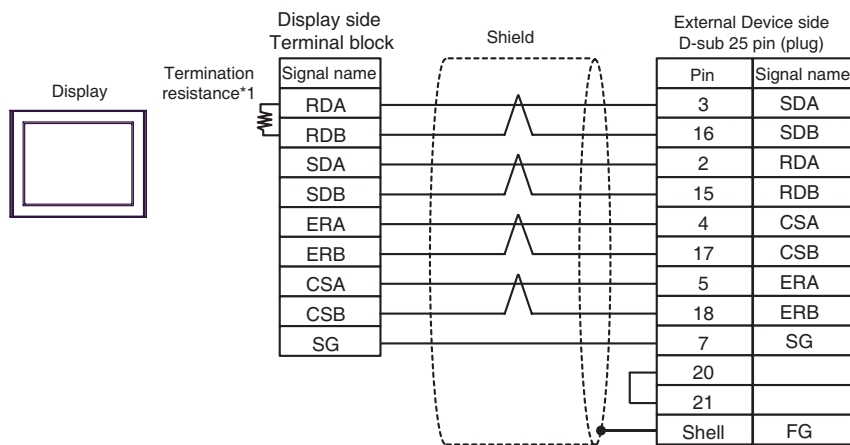 Display side
Terminal block
Shield
External Device side
D-sub 25 pin (plug)
Display
Termination
resistance*1
Signal name
Pin Signal name
RDA 3 SDA
RDB 16 SDB
SDA 2 RDA
SDB 15 RDB
ERA 4 CSA
ERB 17 CSB
CSA 5 ERA
CSB 18 ERB
SG 7 SG
20
21
Shell FG